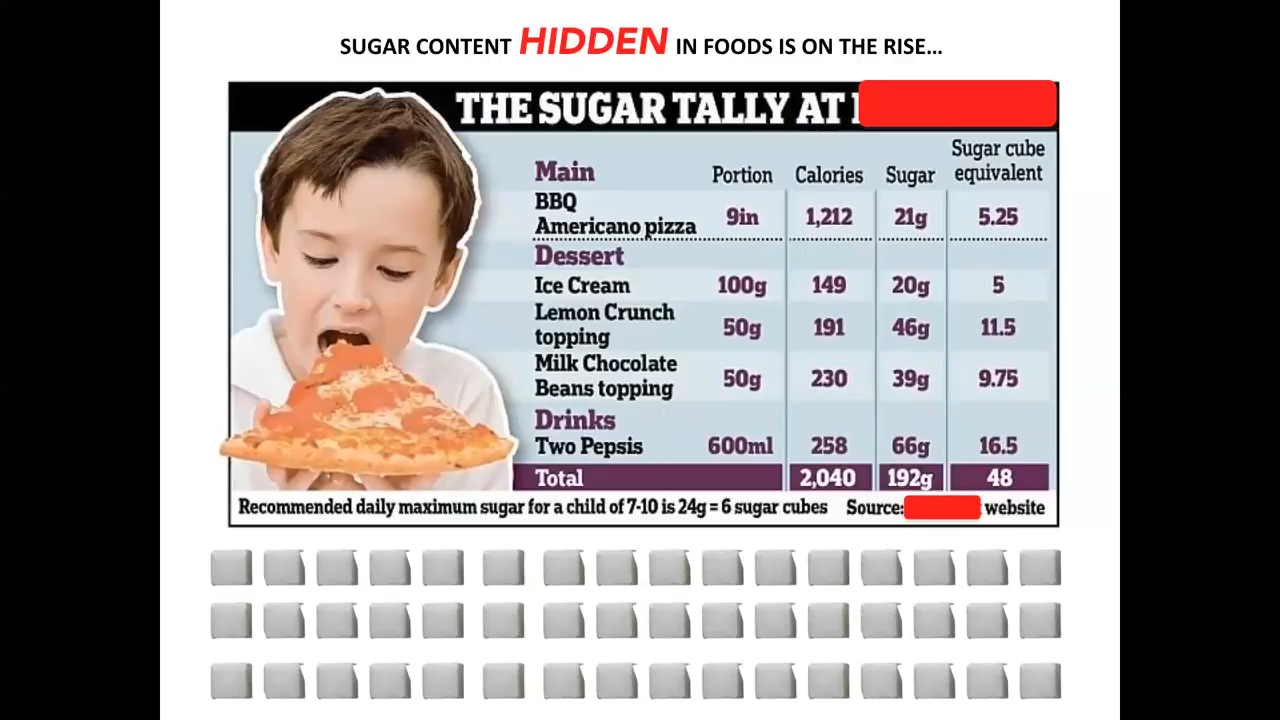 SUGAR CONTENT HIDDEN IN FOODS IS ON THE RISE...
THE SUGAR TALLY AT
Sugar cube
Main Portion Calories Sugar equivalent
BBQ
Americano pizza 9in 1,212 21g 5.25
Dessert
Ice Cream 100g 149 20g 5
Lemon Crunch
topping 50g 191 46g 11.5
Milk Chocolate
Beans topping 50g 230 39g 9.75
Drinks
Two Pepsis 600ml 258 66g 16.5
Total 2,040 192g 48
Recommended daily maximum sugar for a child of 7-10 is 24g = 6 sugar cubes Source: website